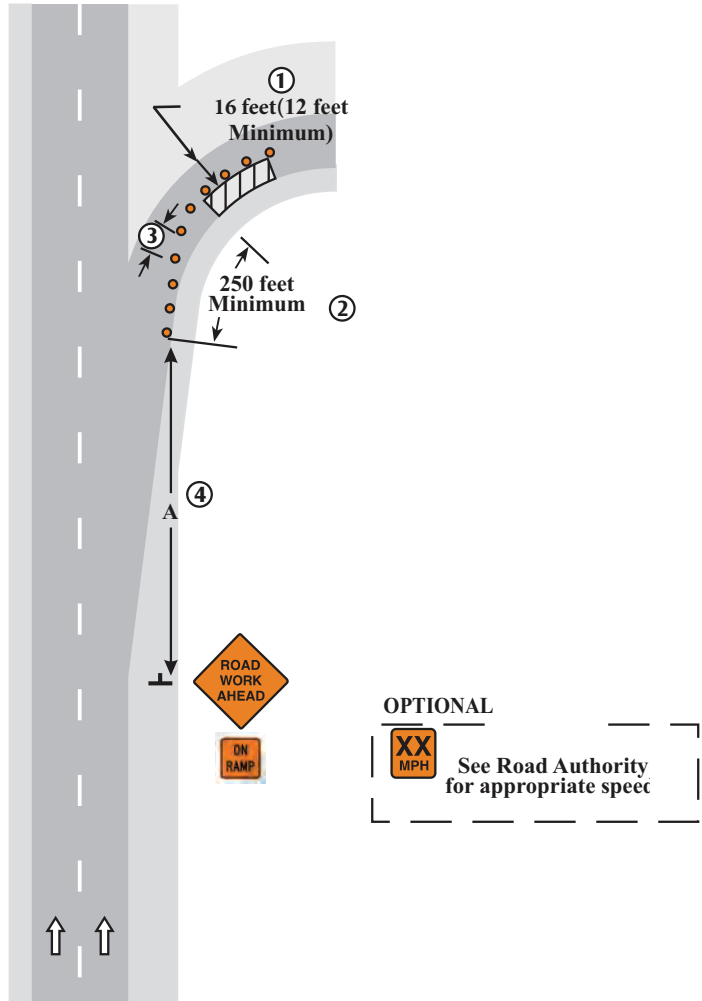 ①
16 feet(12 feet
Minimum)
③
250 feet
Minimum
②
④
A
ROAD
WORK
AHEAD
ON
RAMP
OPTIONAL
XX
MPH
See Road Authority
for appropriate speed